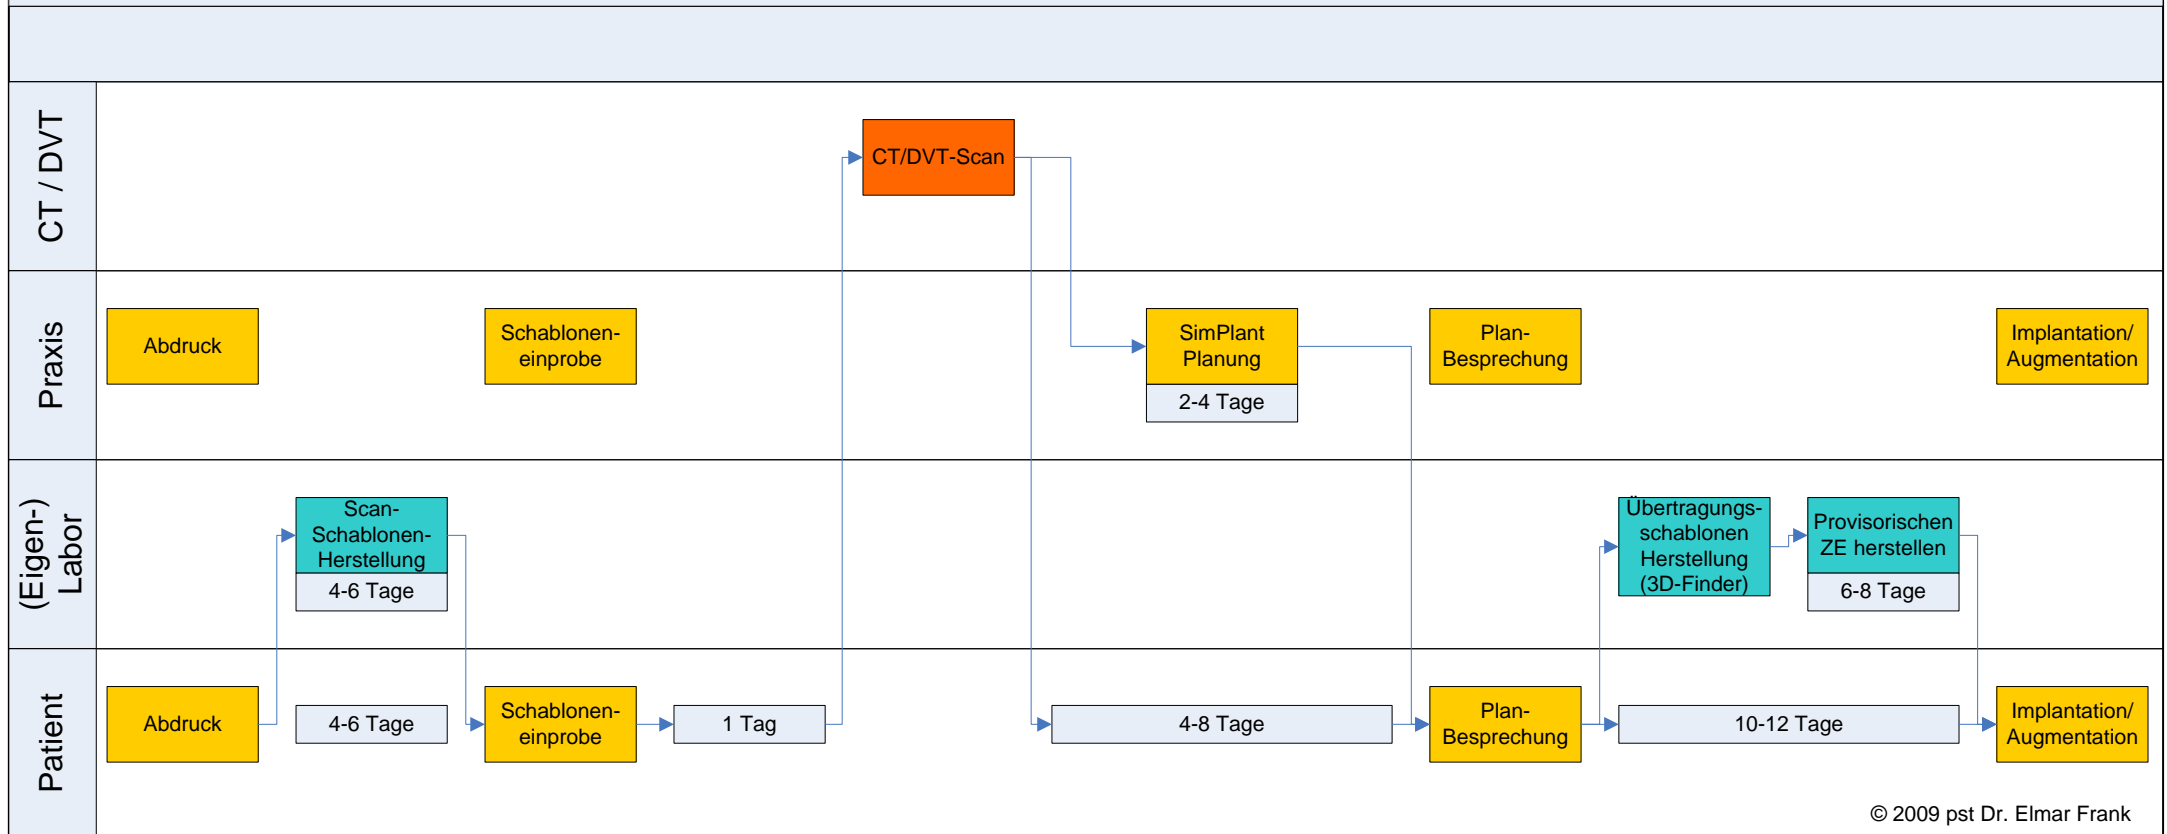 CT / DVT
CT/DVT-Scan
Praxis
Abdruck
Schablonen-
einprobe
SimPlant
Planung
2-4 Tage
Plan-
Besprechung
Implantation/
Augmentation
(Eigen-)
Labor
Scan-
Schablonen-
Herstellung
4-6 Tage
Übertragungs-
schablonen
Herstellung
(3D-Finder)
Provisorischen
ZE herstellen
6-8 Tage
Patient
Abdruck
4-6 Tage
Schablonen-
einprobe
1 Tag
4-8 Tage
Plan-
Besprechung
10-12 Tage
Implantation/
Augmentation
© 2009 pst Dr. Elmar Frank